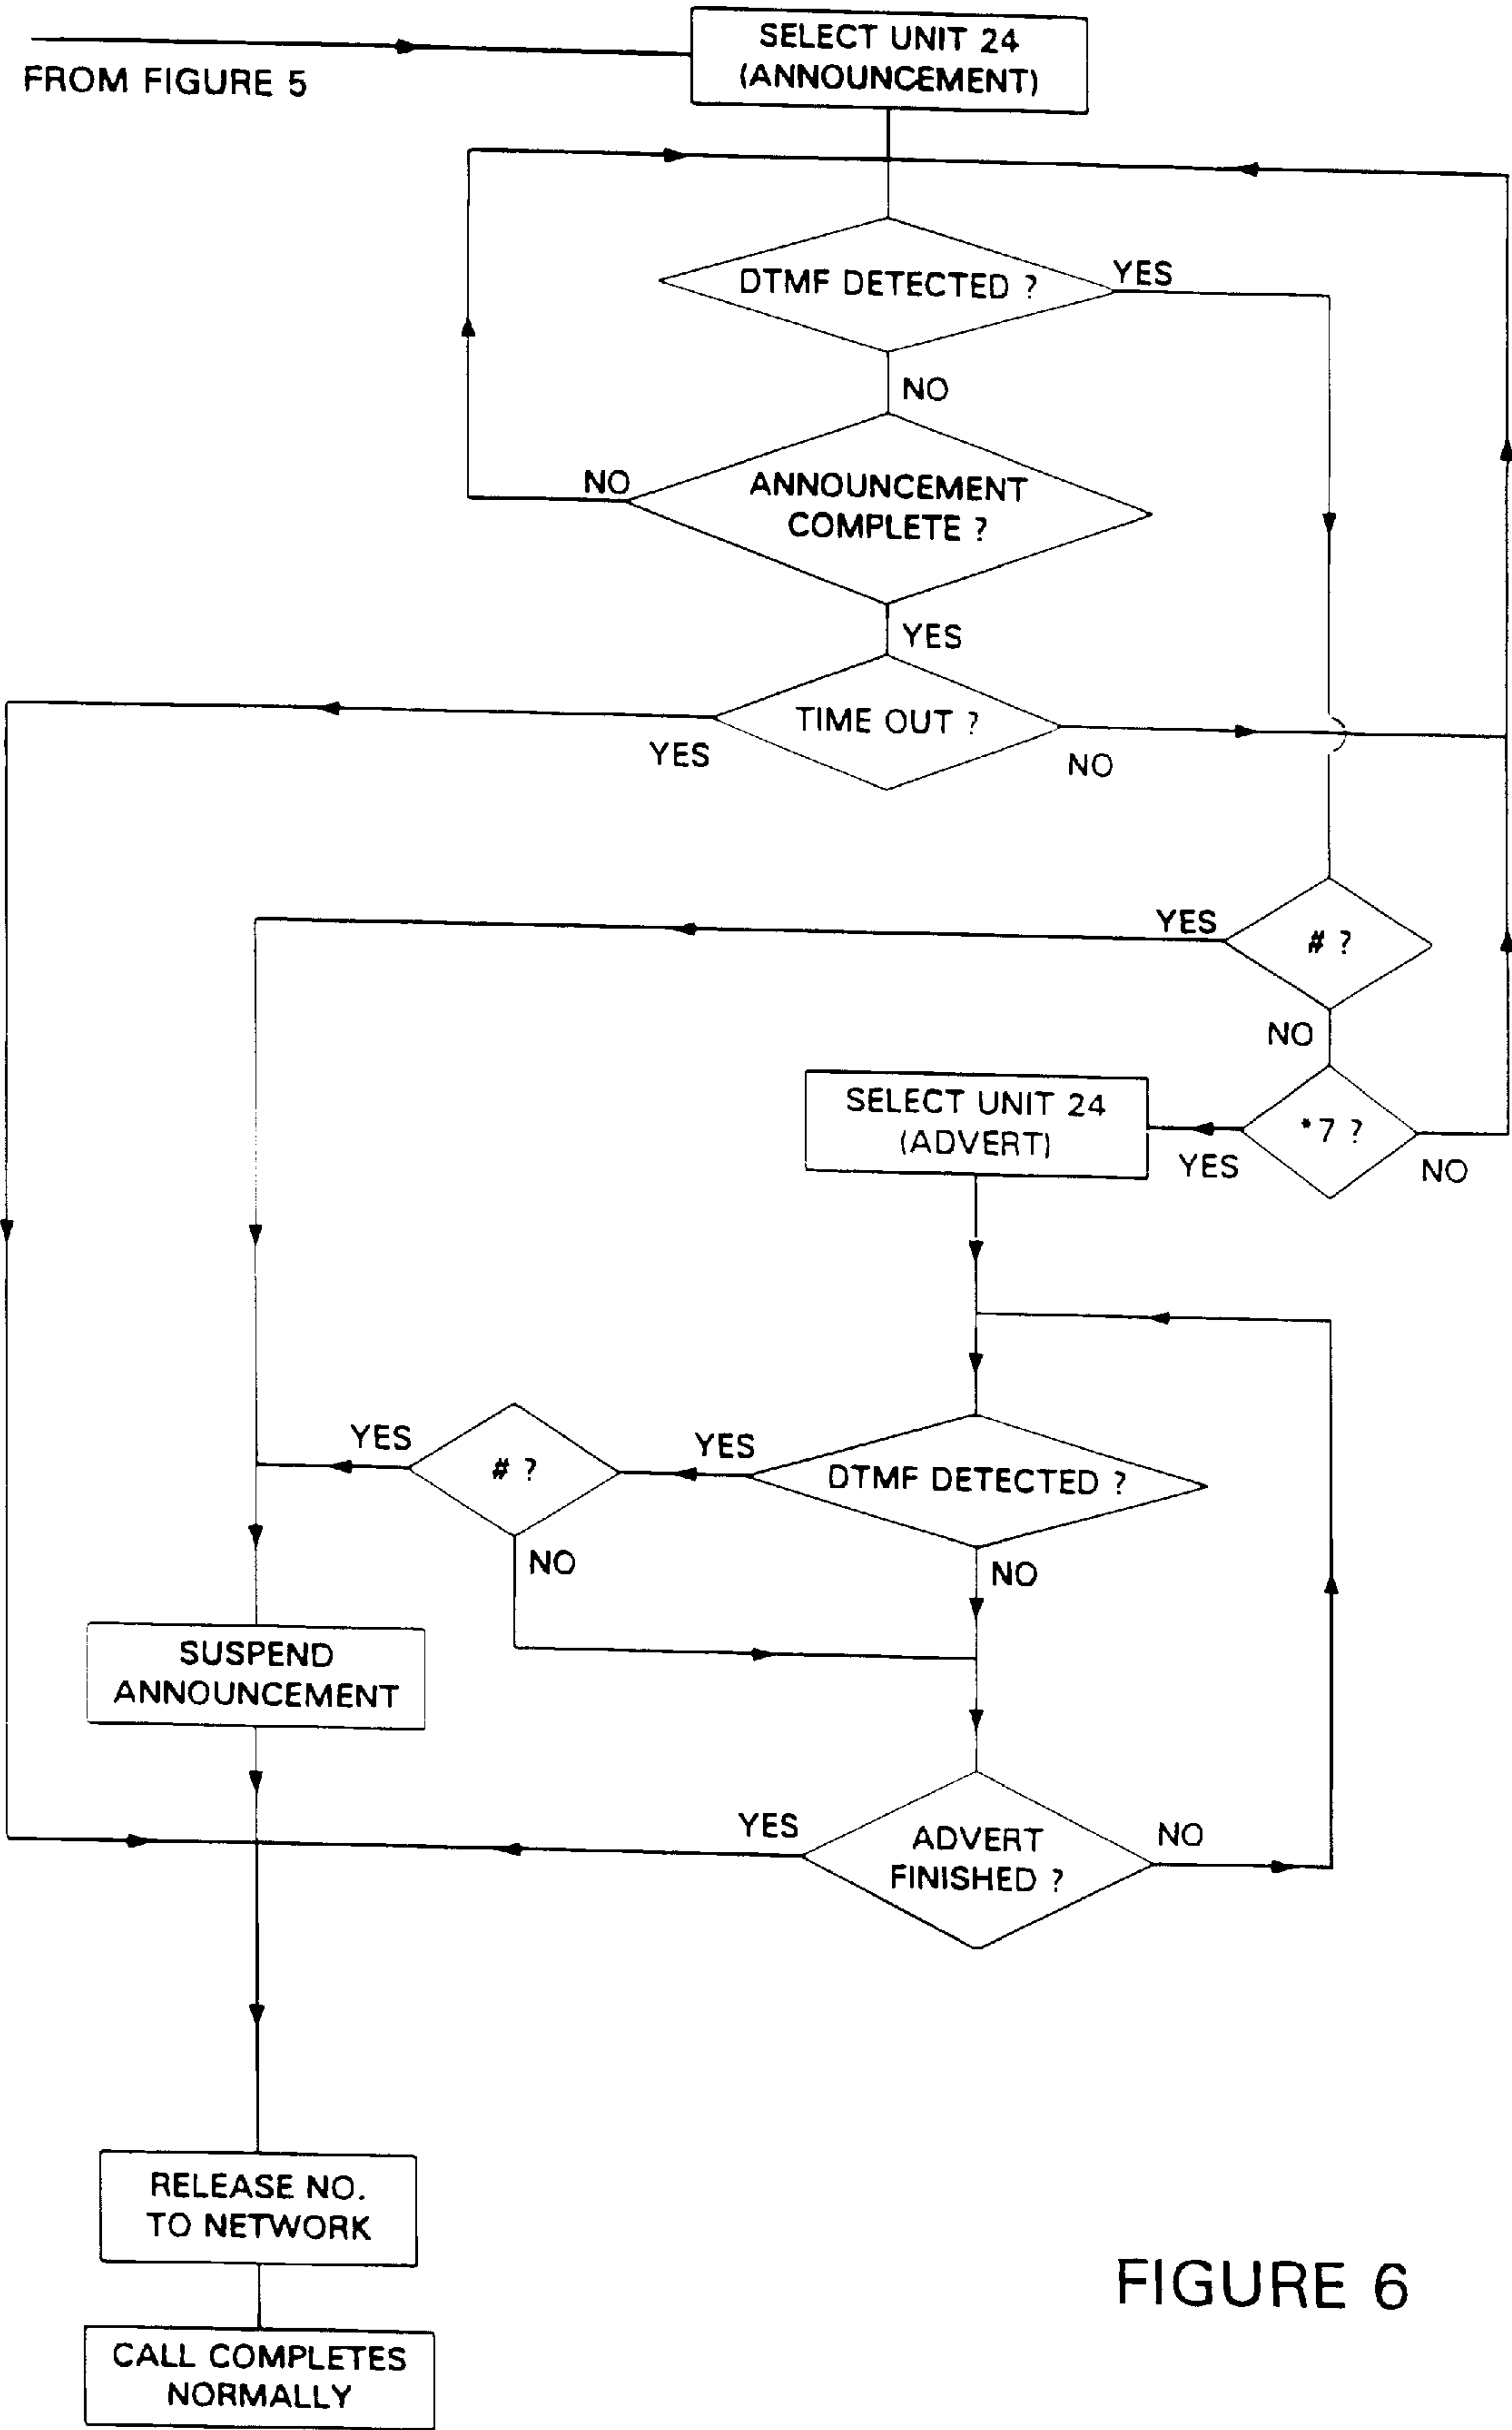 SELECT UNIT 24
(ANNOUNCEMENT)
FROM FIGURE 5
DTMF DETECTED ?
YES
NO
ANNOUNCEMENT
COMPLETE ?
NO
YES
TIME OUT ?
YES
NO
# ?
YES
NO
SELECT UNIT 24
(ADVERT)
*7 ?
YES
NO
DTMF DETECTED ?
YES
# ?
YES
NO
NO
SUSPEND
ANNOUNCEMENT
ADVERT
FINISHED ?
YES
NO
RELEASE NO.
TO NETWORK
CALL COMPLETES
NORMALLY
FIGURE 6